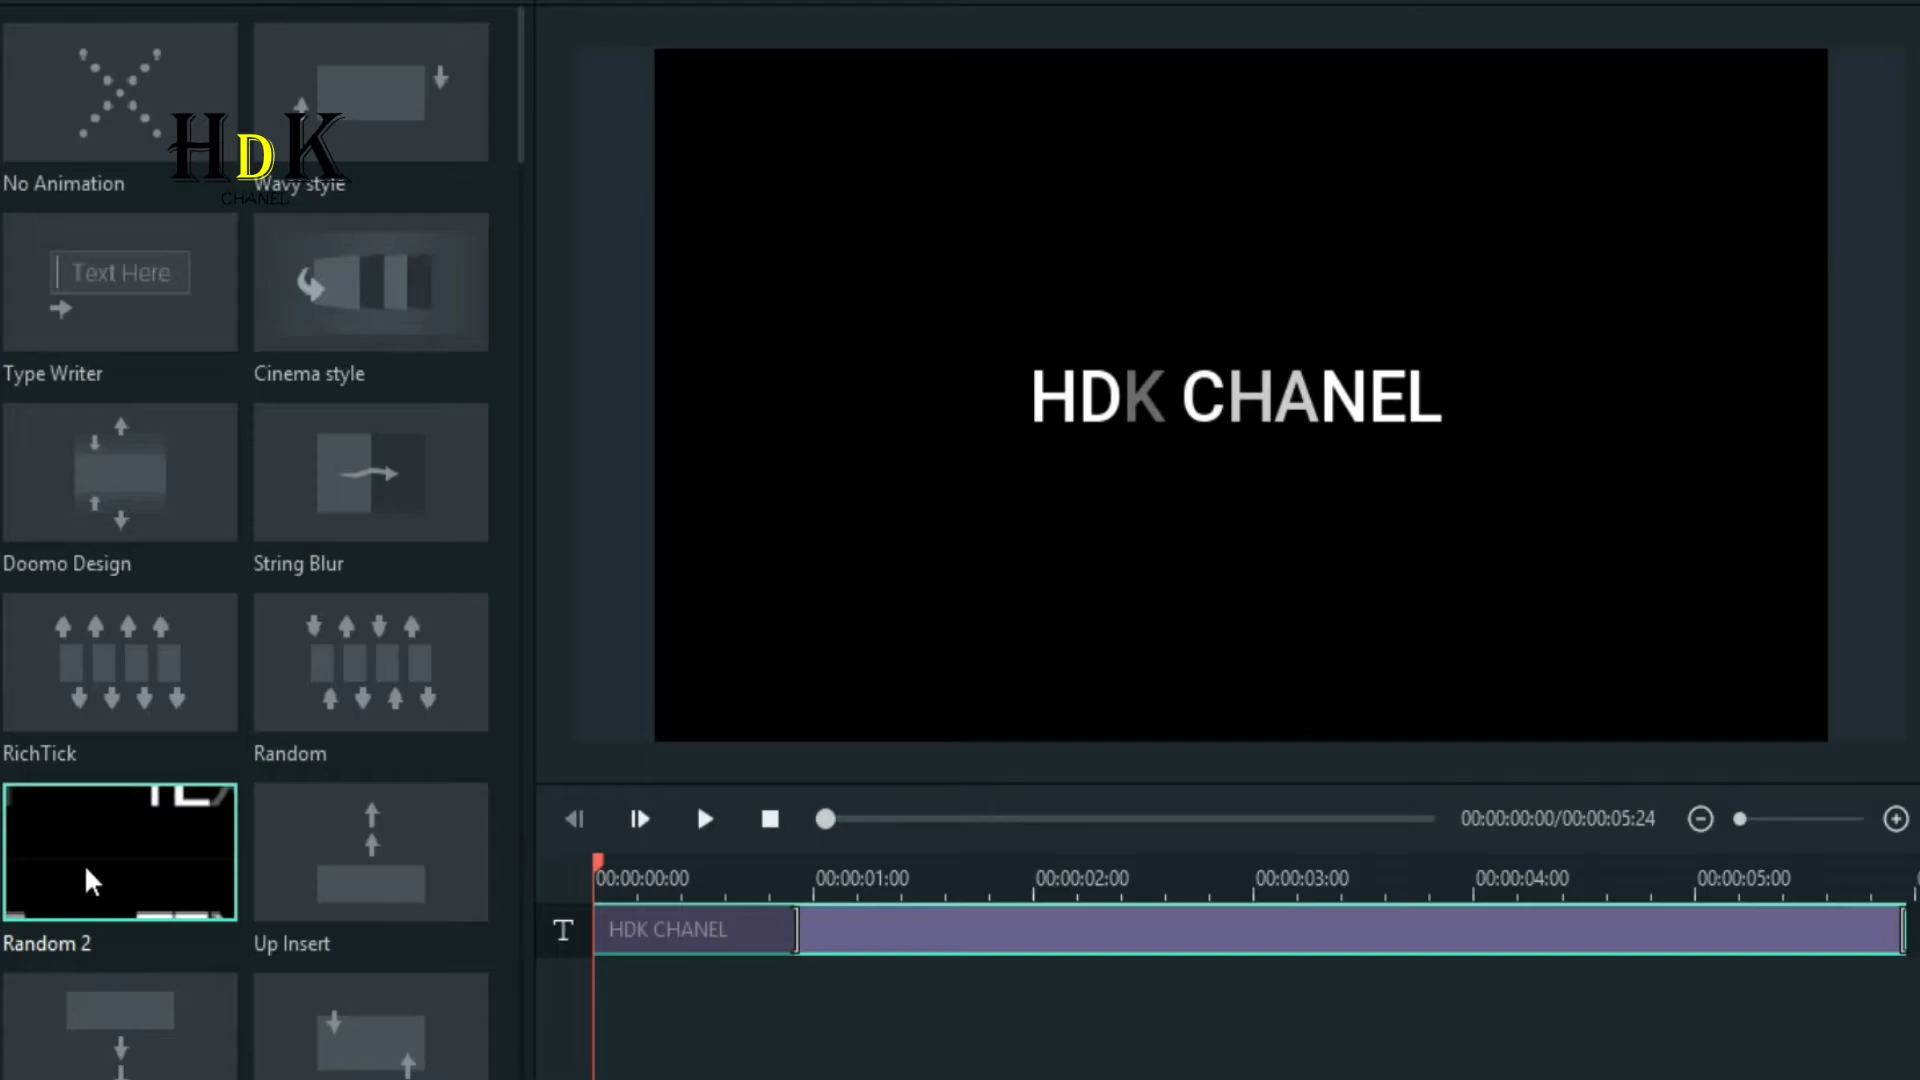 HDK
CHANEL
No Animation
Wavy style
Text Here
Type Writer
Cinema style
Doomo Design
String Blur
RichTick
Random
Random 2
Up Insert
HDK CHANEL
00:00:00:00/00:00:05:24
00:00:00:00
00:00:01:00
00:00:02:00
00:00:03:00
00:00:04:00
00:00:05:00
T
HDK CHANEL